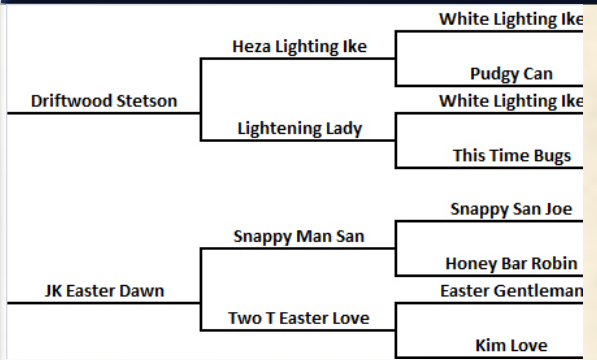 White Lighting Ike
Heza Lighting Ike
Pudgy Can
Driftwood Stetson
White Lighting Ike
Lightening Lady
This Time Bugs
Snappy San Joe
Snappy Man San
Honey Bar Robin
JK Easter Dawn
Easter Gentleman
Two T Easter Love
Kim Love